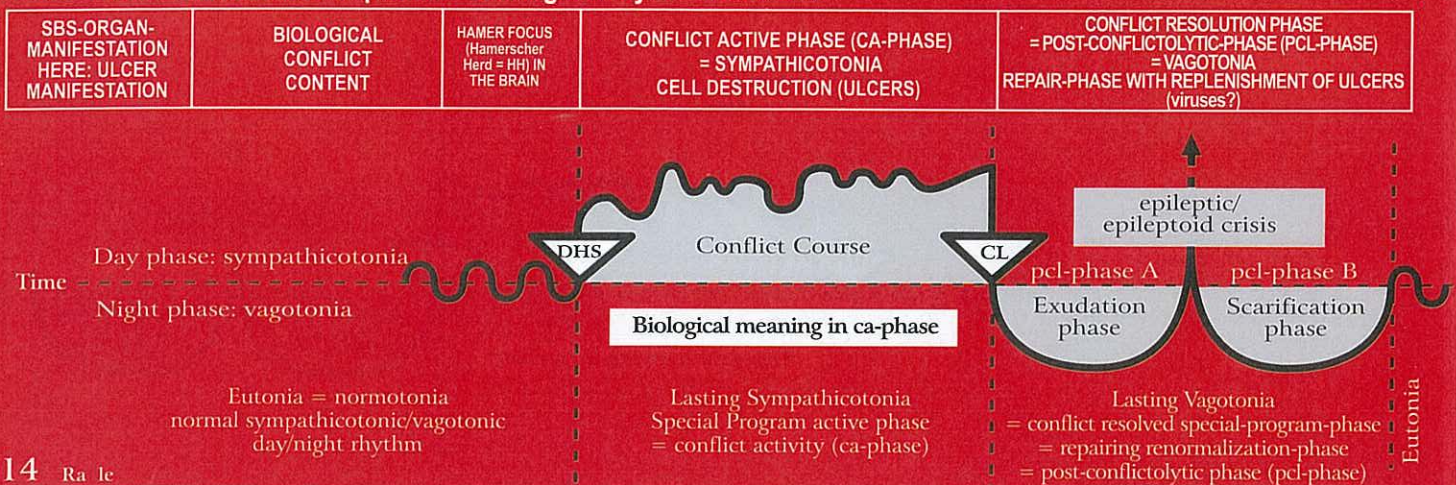 SBS-ORGAN-
MANIFESTATION
HERE: ULCER
MANIFESTATION
BIOLOGICAL
CONFLICT
CONTENT
HAMER FOCUS
(Hamerscher
Herd = HH) IN
THE BRAIN
CONFLICT ACTIVE PHASE (CA-PHASE)
= SYMPATHICOTONIA
CELL DESTRUCTION (ULCERS)
CONFLICT RESOLUTION PHASE
= POST-CONFLICTOLYTIC-PHASE (PCL-PHASE)
= VAGOTONIA
REPAIR-PHASE WITH REPLENISHMENT OF ULCERS
(viruses?)
epileptic/
epileptoid crisis
DHS
Conflict Course
CL
Day phase: sympathicotonia
pcl-phase A
pcl-phase B
Time
Night phase: vagotonia
Exudation
phase
Scarification
phase
Biological meaning in ca-phase
Eutonia = normotonia
normal sympathicotonic/vagotonic
day/night rhythm
Lasting Sympathicotonia
Special Program active phase
= conflict activity (ca-phase)
Lasting Vagotonia
= conflict resolved special-program-phase
= repairing renormalization-phase
= post-conflictolytic phase (pcl-phase)
Eutonia
14